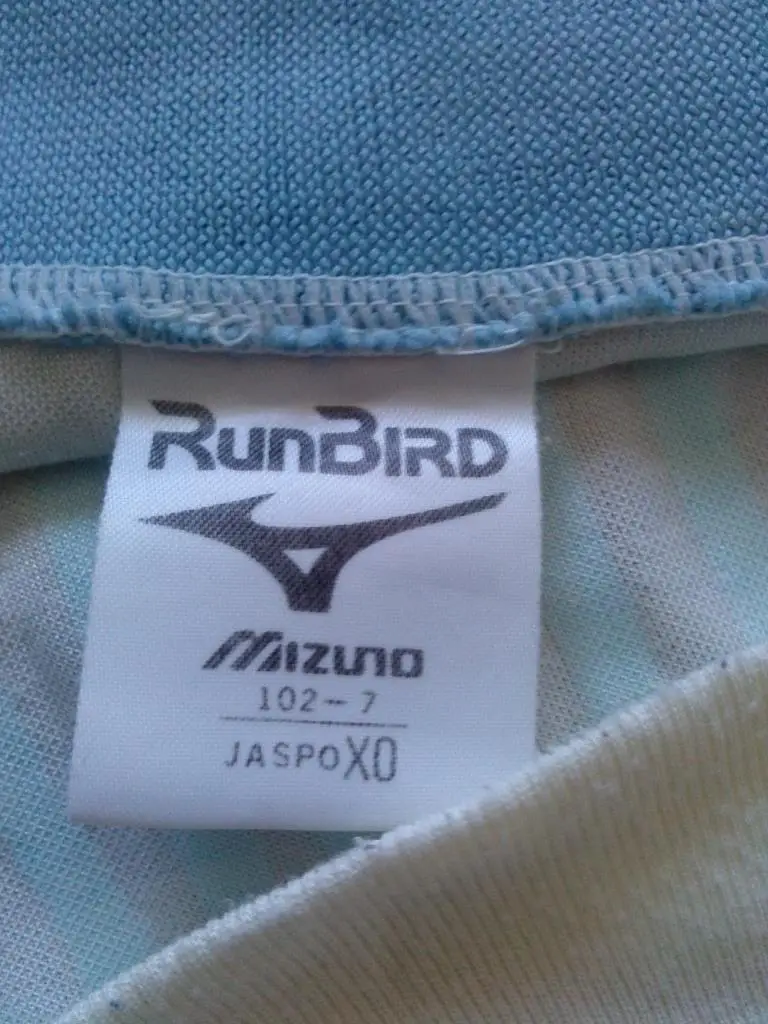 RUNBIRD
MIZUNO
102-7
JASPO XO